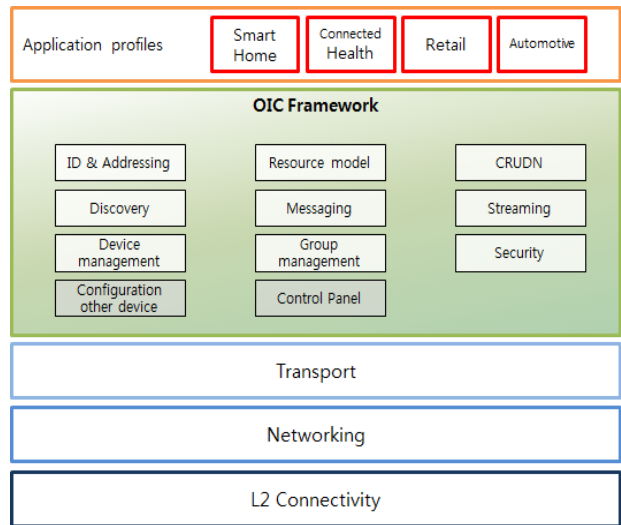 Application profiles
Smart
Home
Connected
Health
Retail
Automotive
OIC Framework
ID & Addressing
Resource model
CRUDN
Discovery
Messaging
Streaming
Device
management
Group
management
Security
Configuration
other device
Control Panel
Transport
Networking
L2 Connectivity